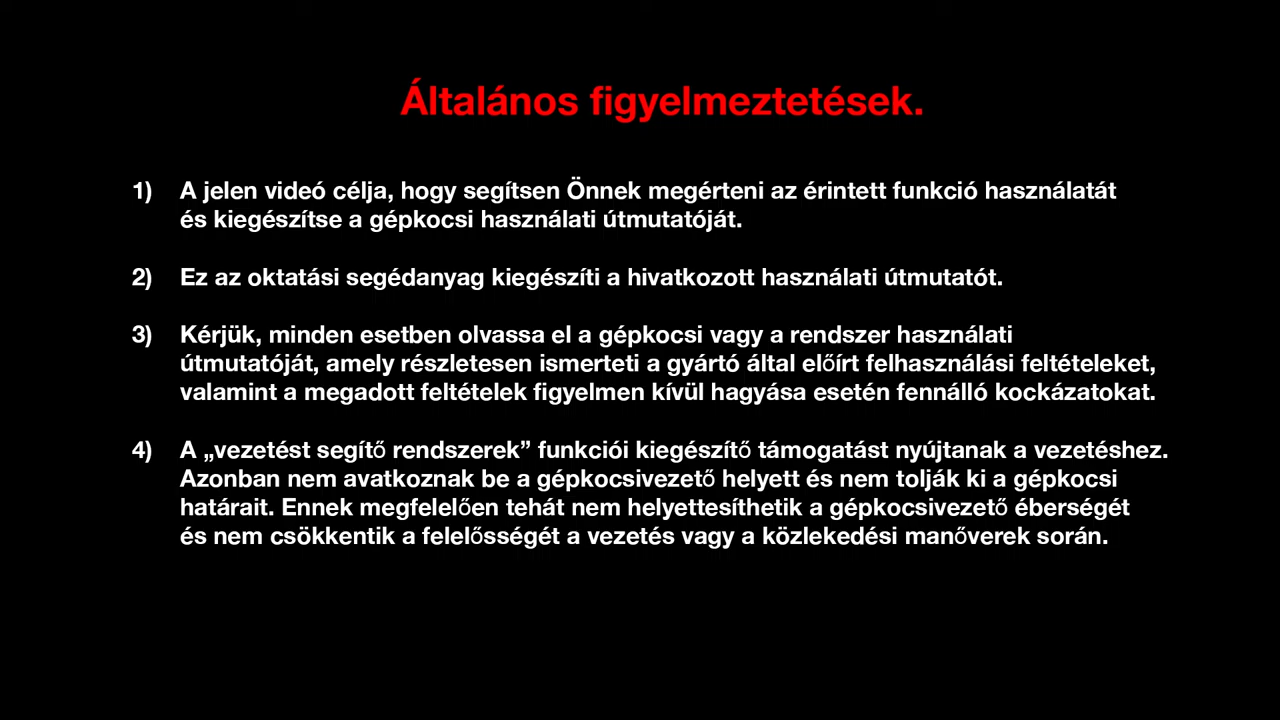 Általános figyelmeztetések.
1) A jelen videó célja, hogy segítsen Önnek megérteni az érintett funkció használatát
és kiegészítse a gépkocsi használati útmutatóját.
2) Ez az oktatási segédanyag kiegészíti a hivatkozott használati útmutatót.
3) Kérjük, minden esetben olvassa el a gépkocsi vagy a rendszer használati
útmutatóját, amely részletesen ismerteti a gyártó által előírt felhasználási feltételeket,
valamint a megadott feltételek figyelmen kívül hagyása esetén fennálló kockázatokat.
4) A „vezetést segítő rendszerek” funkciói kiegészítő támogatást nyújtanak a vezetéshez.
Azonban nem avatkoznak be a gépkocsivezető helyett és nem tolják ki a gépkocsi
határait. Ennek megfelelően tehát nem helyettesíthetik a gépkocsivezető éberségét
és nem csökkentik a felelősségét a vezetés vagy a közlekedési manőverek során.